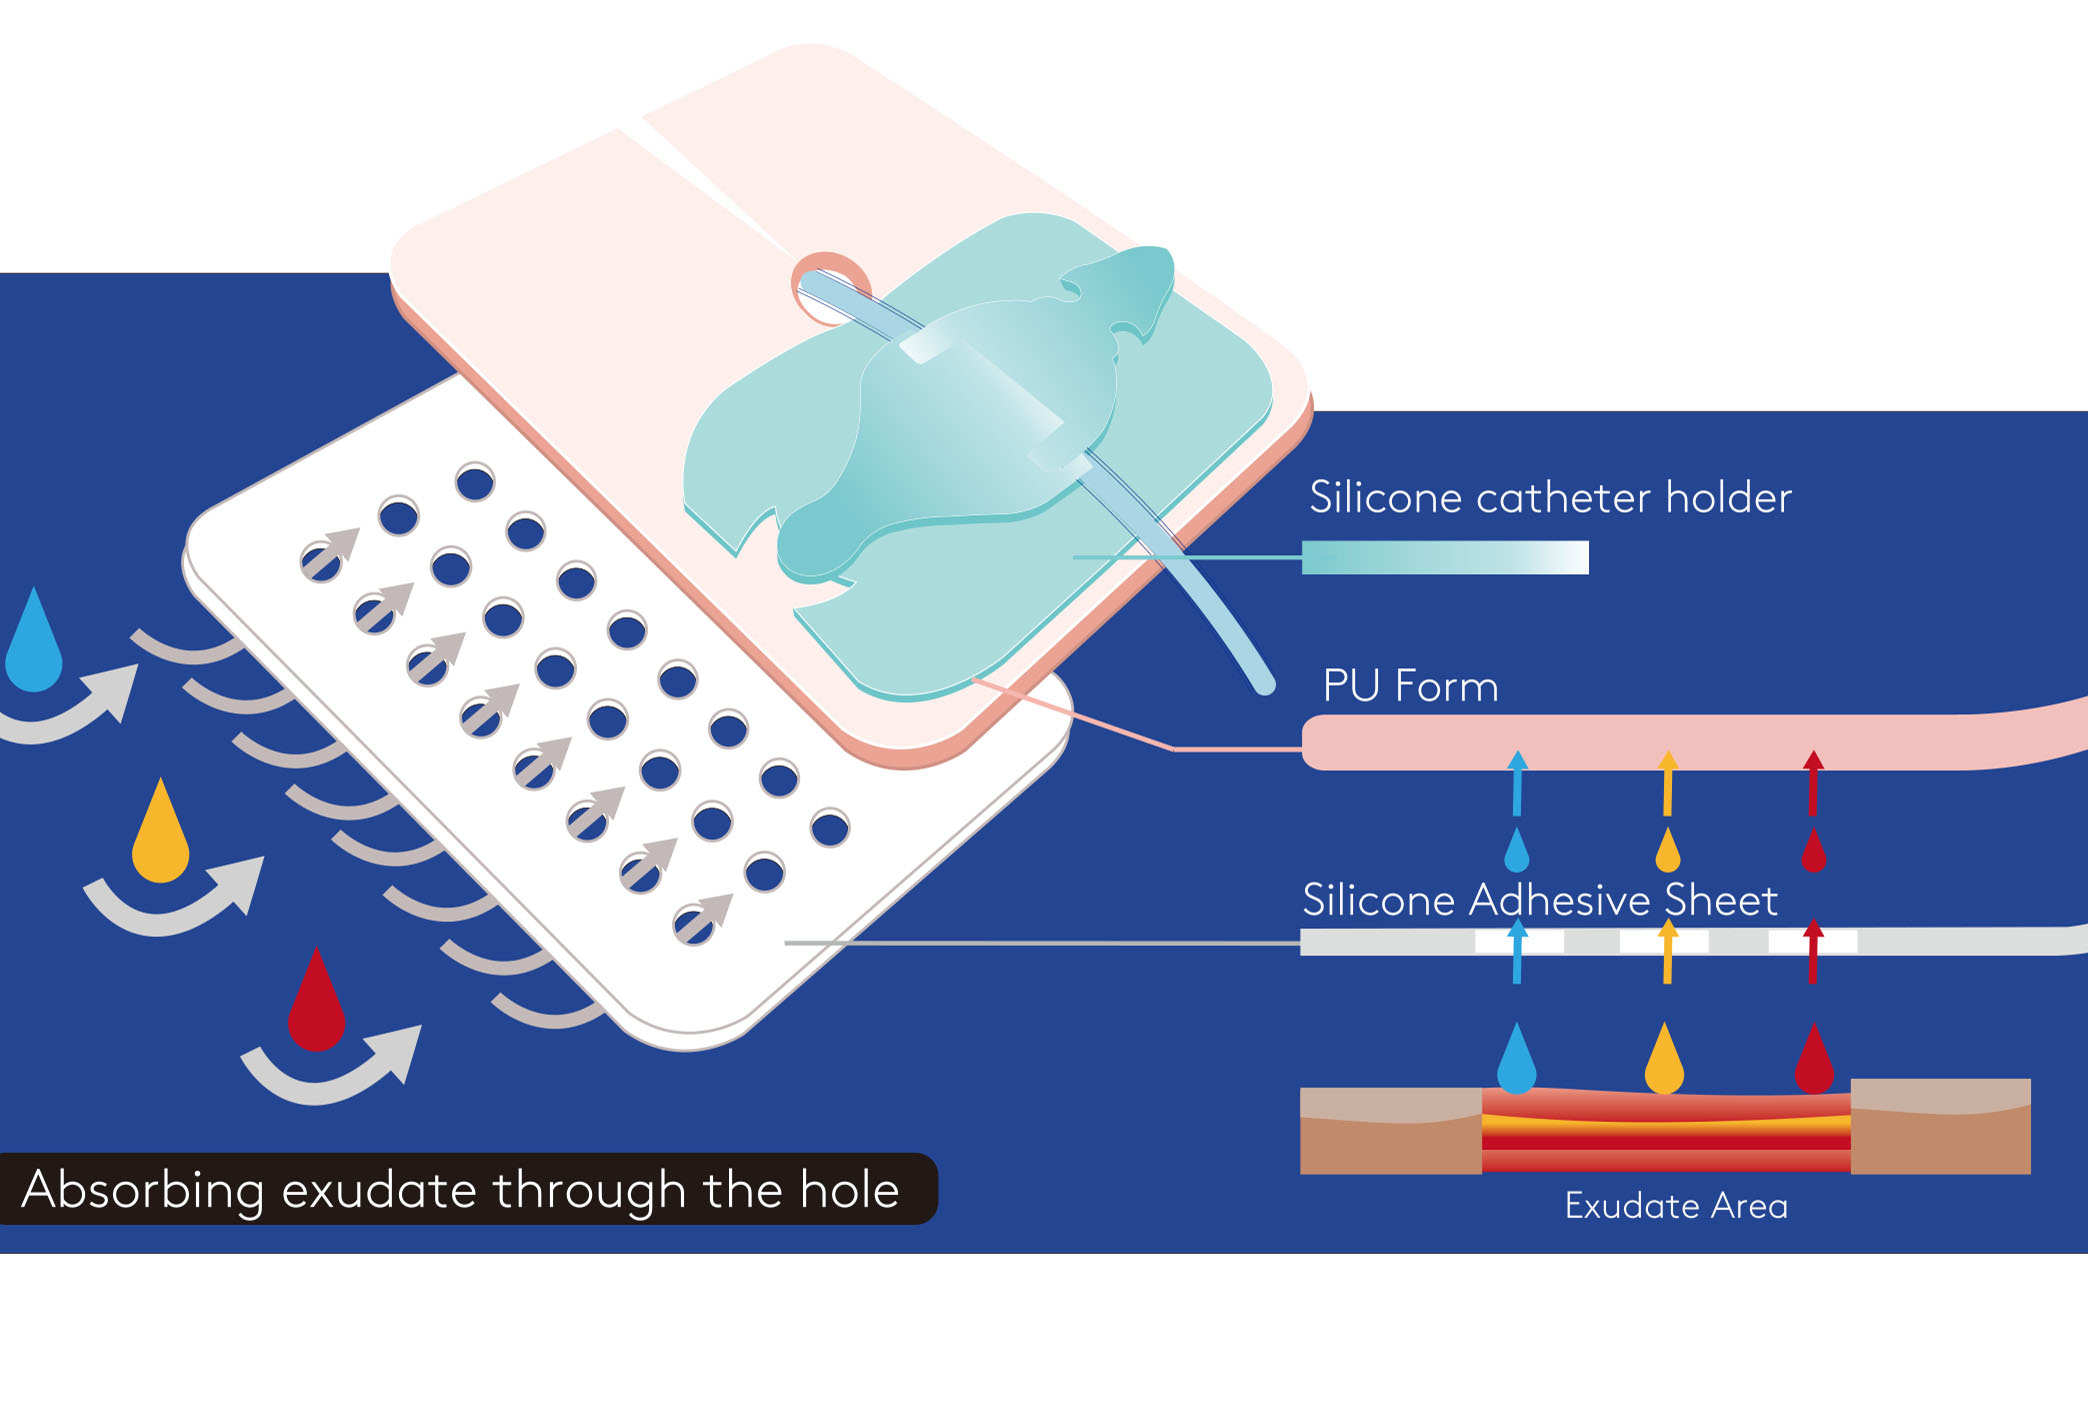 Silicone catheter holder
PU Form
Silicone Adhesive Sheet
Absorbing exudate through the hole
Exudate Area